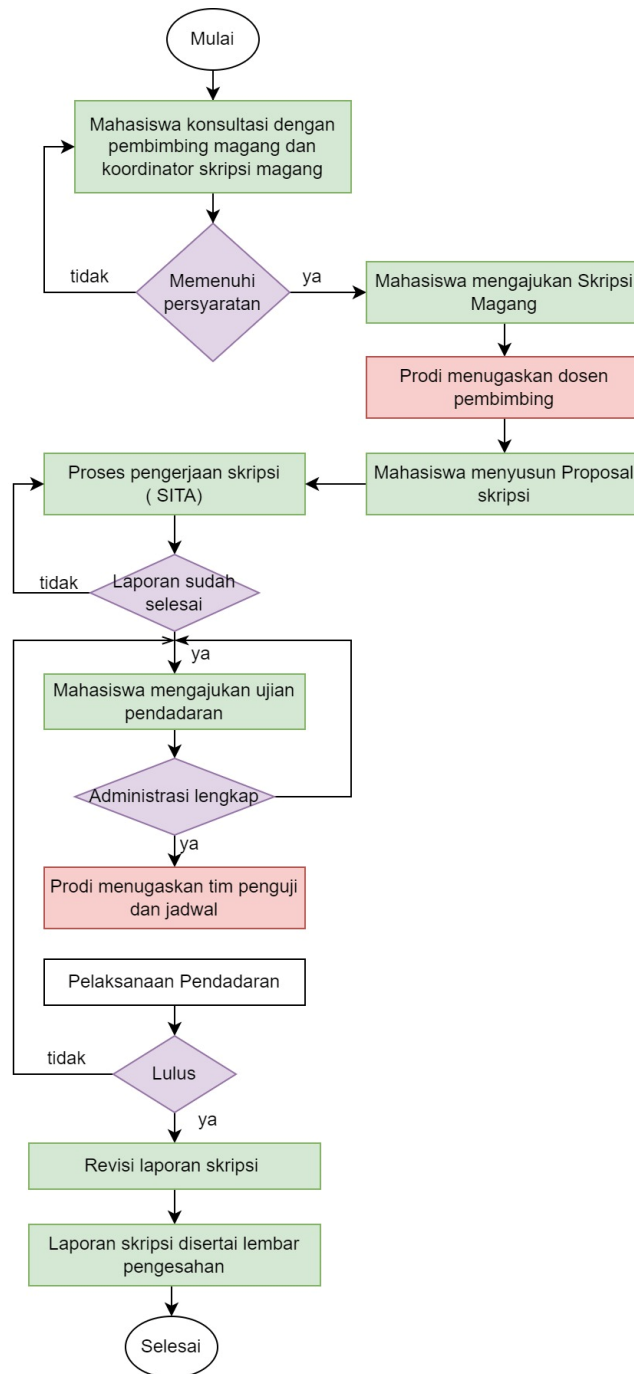 Mulai
Mahasiswa konsultasi dengan
pembimbing magang dan
koordinator skripsi magang
tidak
Memenuhi
persyaratan
ya
Mahasiswa mengajukan Skripsi
Magang
Prodi menugaskan dosen
pembimbing
Mahasiswa menyusun Proposal
skripsi
Proses pengerjaan skripsi
( SITA)
tidak
Laporan sudah
selesai
ya
Mahasiswa mengajukan ujian
pendadaran
Administrasi lengkap
ya
Prodi menugaskan tim penguji
dan jadwal
Pelaksanaan Pendadaran
tidak
Lulus
ya
Revisi laporan skripsi
Laporan skripsi disertai lembar
pengesahan
Selesai